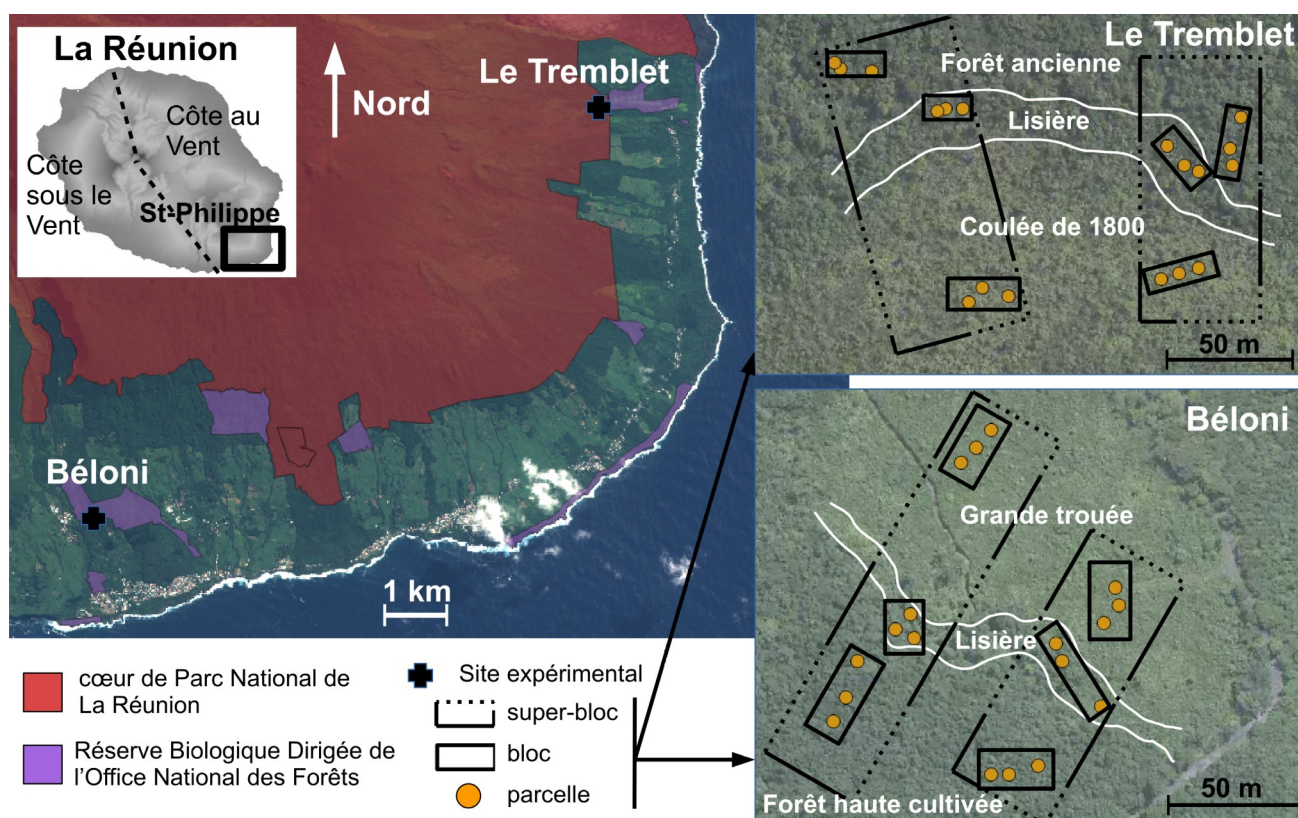 La Réunion
Côte au
Vent
Côte
sous le
Vent
St-Philippe
Nord
Le Tremblet
Béloni
1 km
Le Tremblet
Forêt ancienne
Lisière
Coulée de 1800
50 m
Béloni
Grande trouée
Lisière
Forêt haute cultivée
50 m
cœur de Parc National de
La Réunion
Réserve Biologique Dirigée de
l'Office National des Forêts
Site expérimental
super-bloc
bloc
parcelle